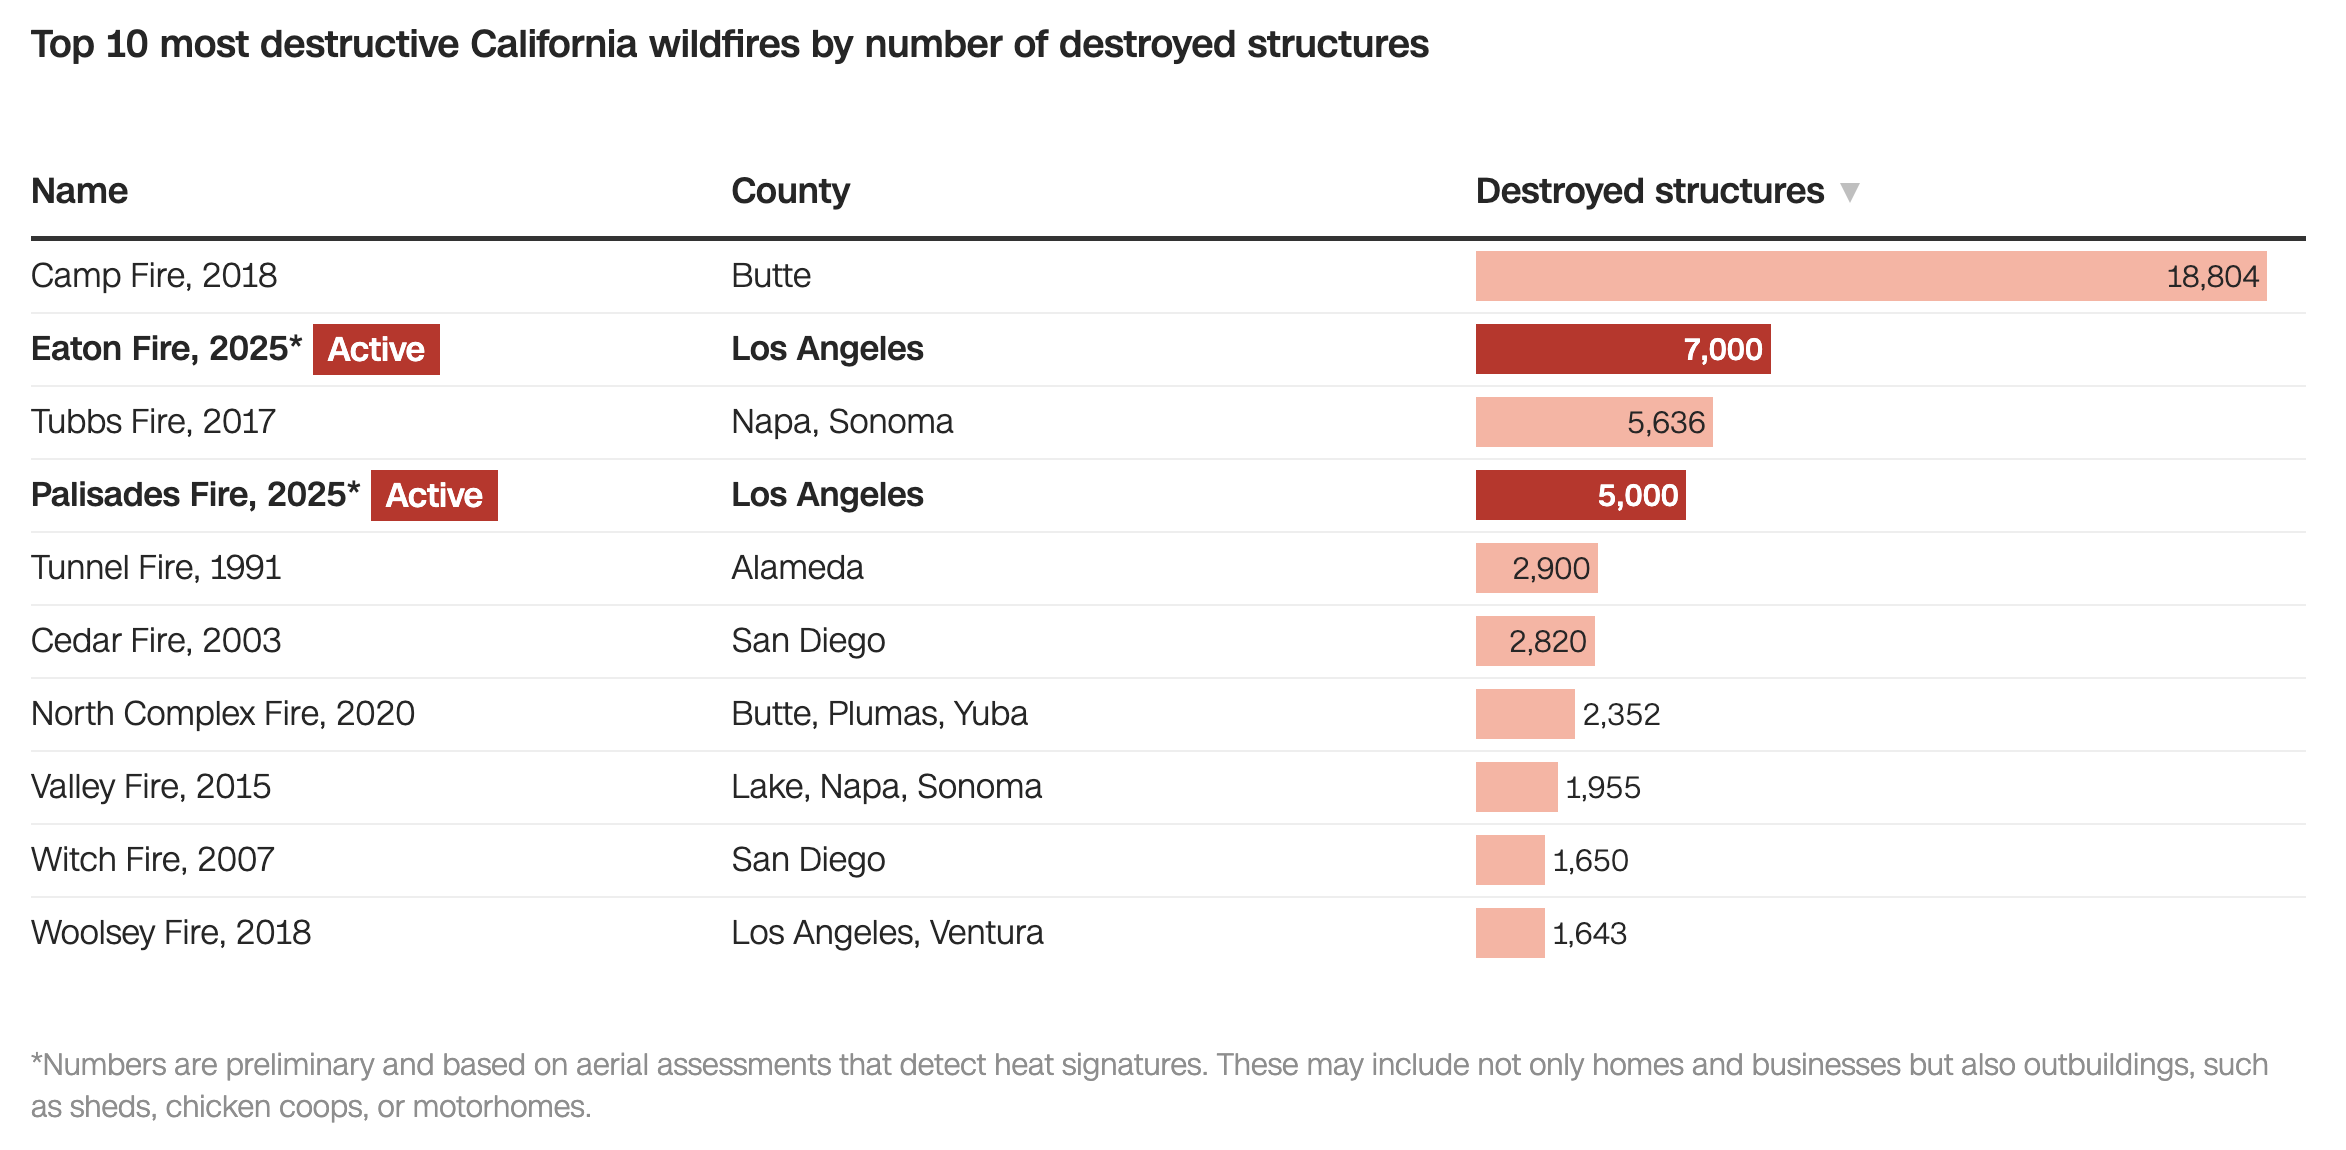 Top 10 most destructive California wildfires by number of destroyed structures
Name County Destroyed structures ▼
Camp Fire, 2018 Butte 18,804
Eaton Fire, 2025* Active Los Angeles 7,000
Tubbs Fire, 2017 Napa, Sonoma 5,636
Palisades Fire, 2025* Active Los Angeles 5,000
Tunnel Fire, 1991 Alameda 2,900
Cedar Fire, 2003 San Diego 2,820
North Complex Fire, 2020 Butte, Plumas, Yuba 2,352
Valley Fire, 2015 Lake, Napa, Sonoma 1,955
Witch Fire, 2007 San Diego 1,650
Woolsey Fire, 2018 Los Angeles, Ventura 1,643
*Numbers are preliminary and based on aerial assessments that detect heat signatures. These may include not only homes and businesses but also outbuildings, such
as sheds, chicken coops, or motorhomes.